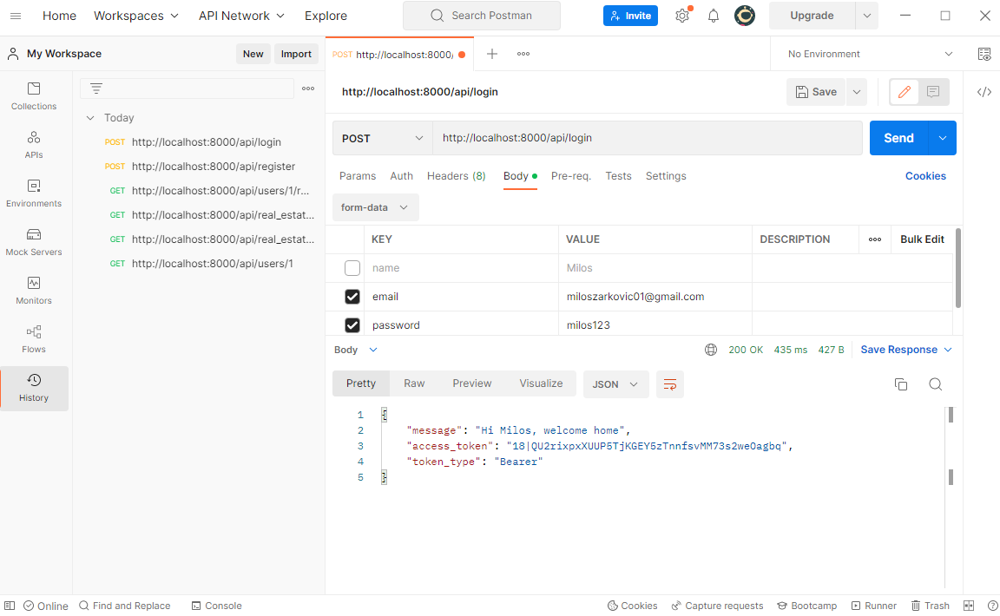 Home Workspaces API Network Explore Search Postman Invite Upgrade
My Workspace New Import POST http://localhost:8000/ No Environment
Collections
APIs
Environments
Mock Servers
Monitors
Flows
History
Today
POST http://localhost:8000/api/login
POST http://localhost:8000/api/register
GET http://localhost:8000/api/users/1/r...
GET http://localhost:8000/api/real_estat...
GET http://localhost:8000/api/real_estat...
GET http://localhost:8000/api/users/1
http://localhost:8000/api/login Save
POST http://localhost:8000/api/login Send
Params Auth Headers (8) Body Pre-req. Tests Settings Cookies
form-data
KEY VALUE DESCRIPTION Bulk Edit
name Milos
email miloszarkovic01@gmail.com
password milos123
Body 200 OK 435 ms 427 B Save Response
Pretty Raw Preview Visualize JSON
1 {
2 "message": "Hi Milos, welcome home",
3 "access_token": "18|QU2rixpxXUUP5TjKGEY5zTnnfsvMM73s2weOagbq",
4 "token_type": "Bearer"
5 }
Online Find and Replace Console Cookies Capture requests Bootcamp Runner Trash